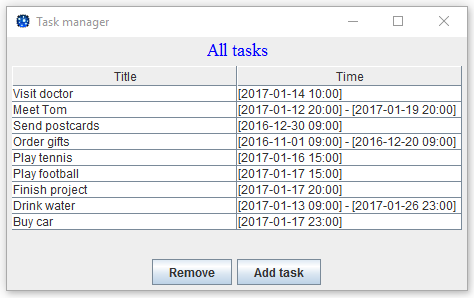 Task manager
All tasks
Title Time
Visit doctor [2017-01-14 10:00]
Meet Tom [2017-01-12 20:00] - [2017-01-19 20:00]
Send postcards [2016-12-30 09:00]
Order gifts [2016-11-01 09:00] - [2016-12-20 09:00]
Play tennis [2017-01-16 15:00]
Play football [2017-01-17 15:00]
Finish project [2017-01-17 20:00]
Drink water [2017-01-13 09:00] - [2017-01-26 23:00]
Buy car [2017-01-17 23:00]
Remove Add task